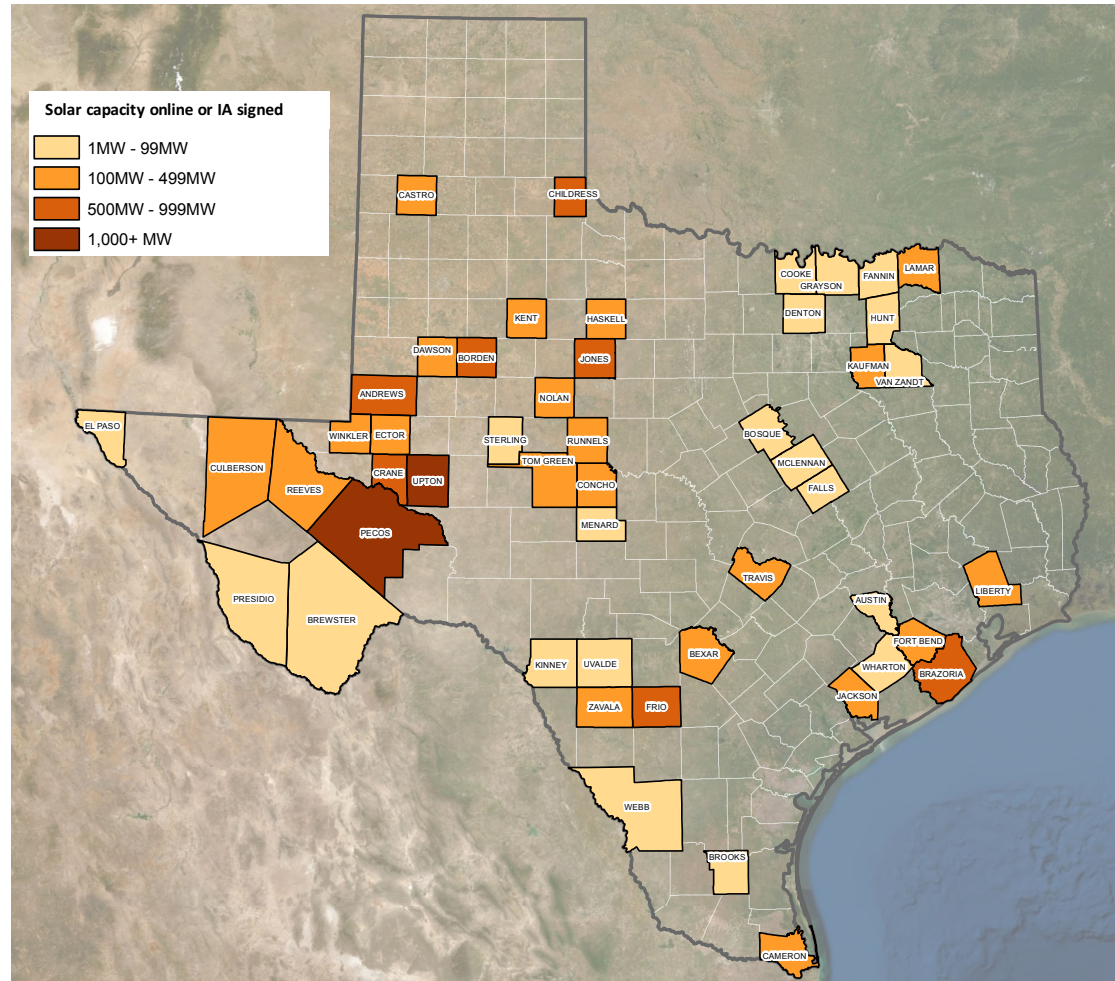 Solar capacity online or IA signed
1MW - 99MW
100MW - 499MW
500MW - 999MW
1,000+ MW
CASTRO
CHILDRESS
COOKE
GRAYSON
FANNIN
LAMAR
DENTON
HUNT
KENT
HASKELL
DAWSON
BORDEN
JONES
KAUFMAN
VAN ZANDT
ANDREWS
NOLAN
EL PASO
WINKLER
ECTOR
STERLING
RUNNELS
BOSQUE
CULBERSON
REEVES
CRANE
UPTON
TOM GREEN
CONCHO
MCLENNAN
FALLS
PECOS
MENARD
PRESIDIO
BREWSTER
TRAVIS
LIBERTY
AUSTIN
FORT BEND
KINNEY
UVALDE
BEXAR
WHARTON
BRAZORIA
ZAVALA
FRIO
JACKSON
WEBB
BROOKS
CAMERON